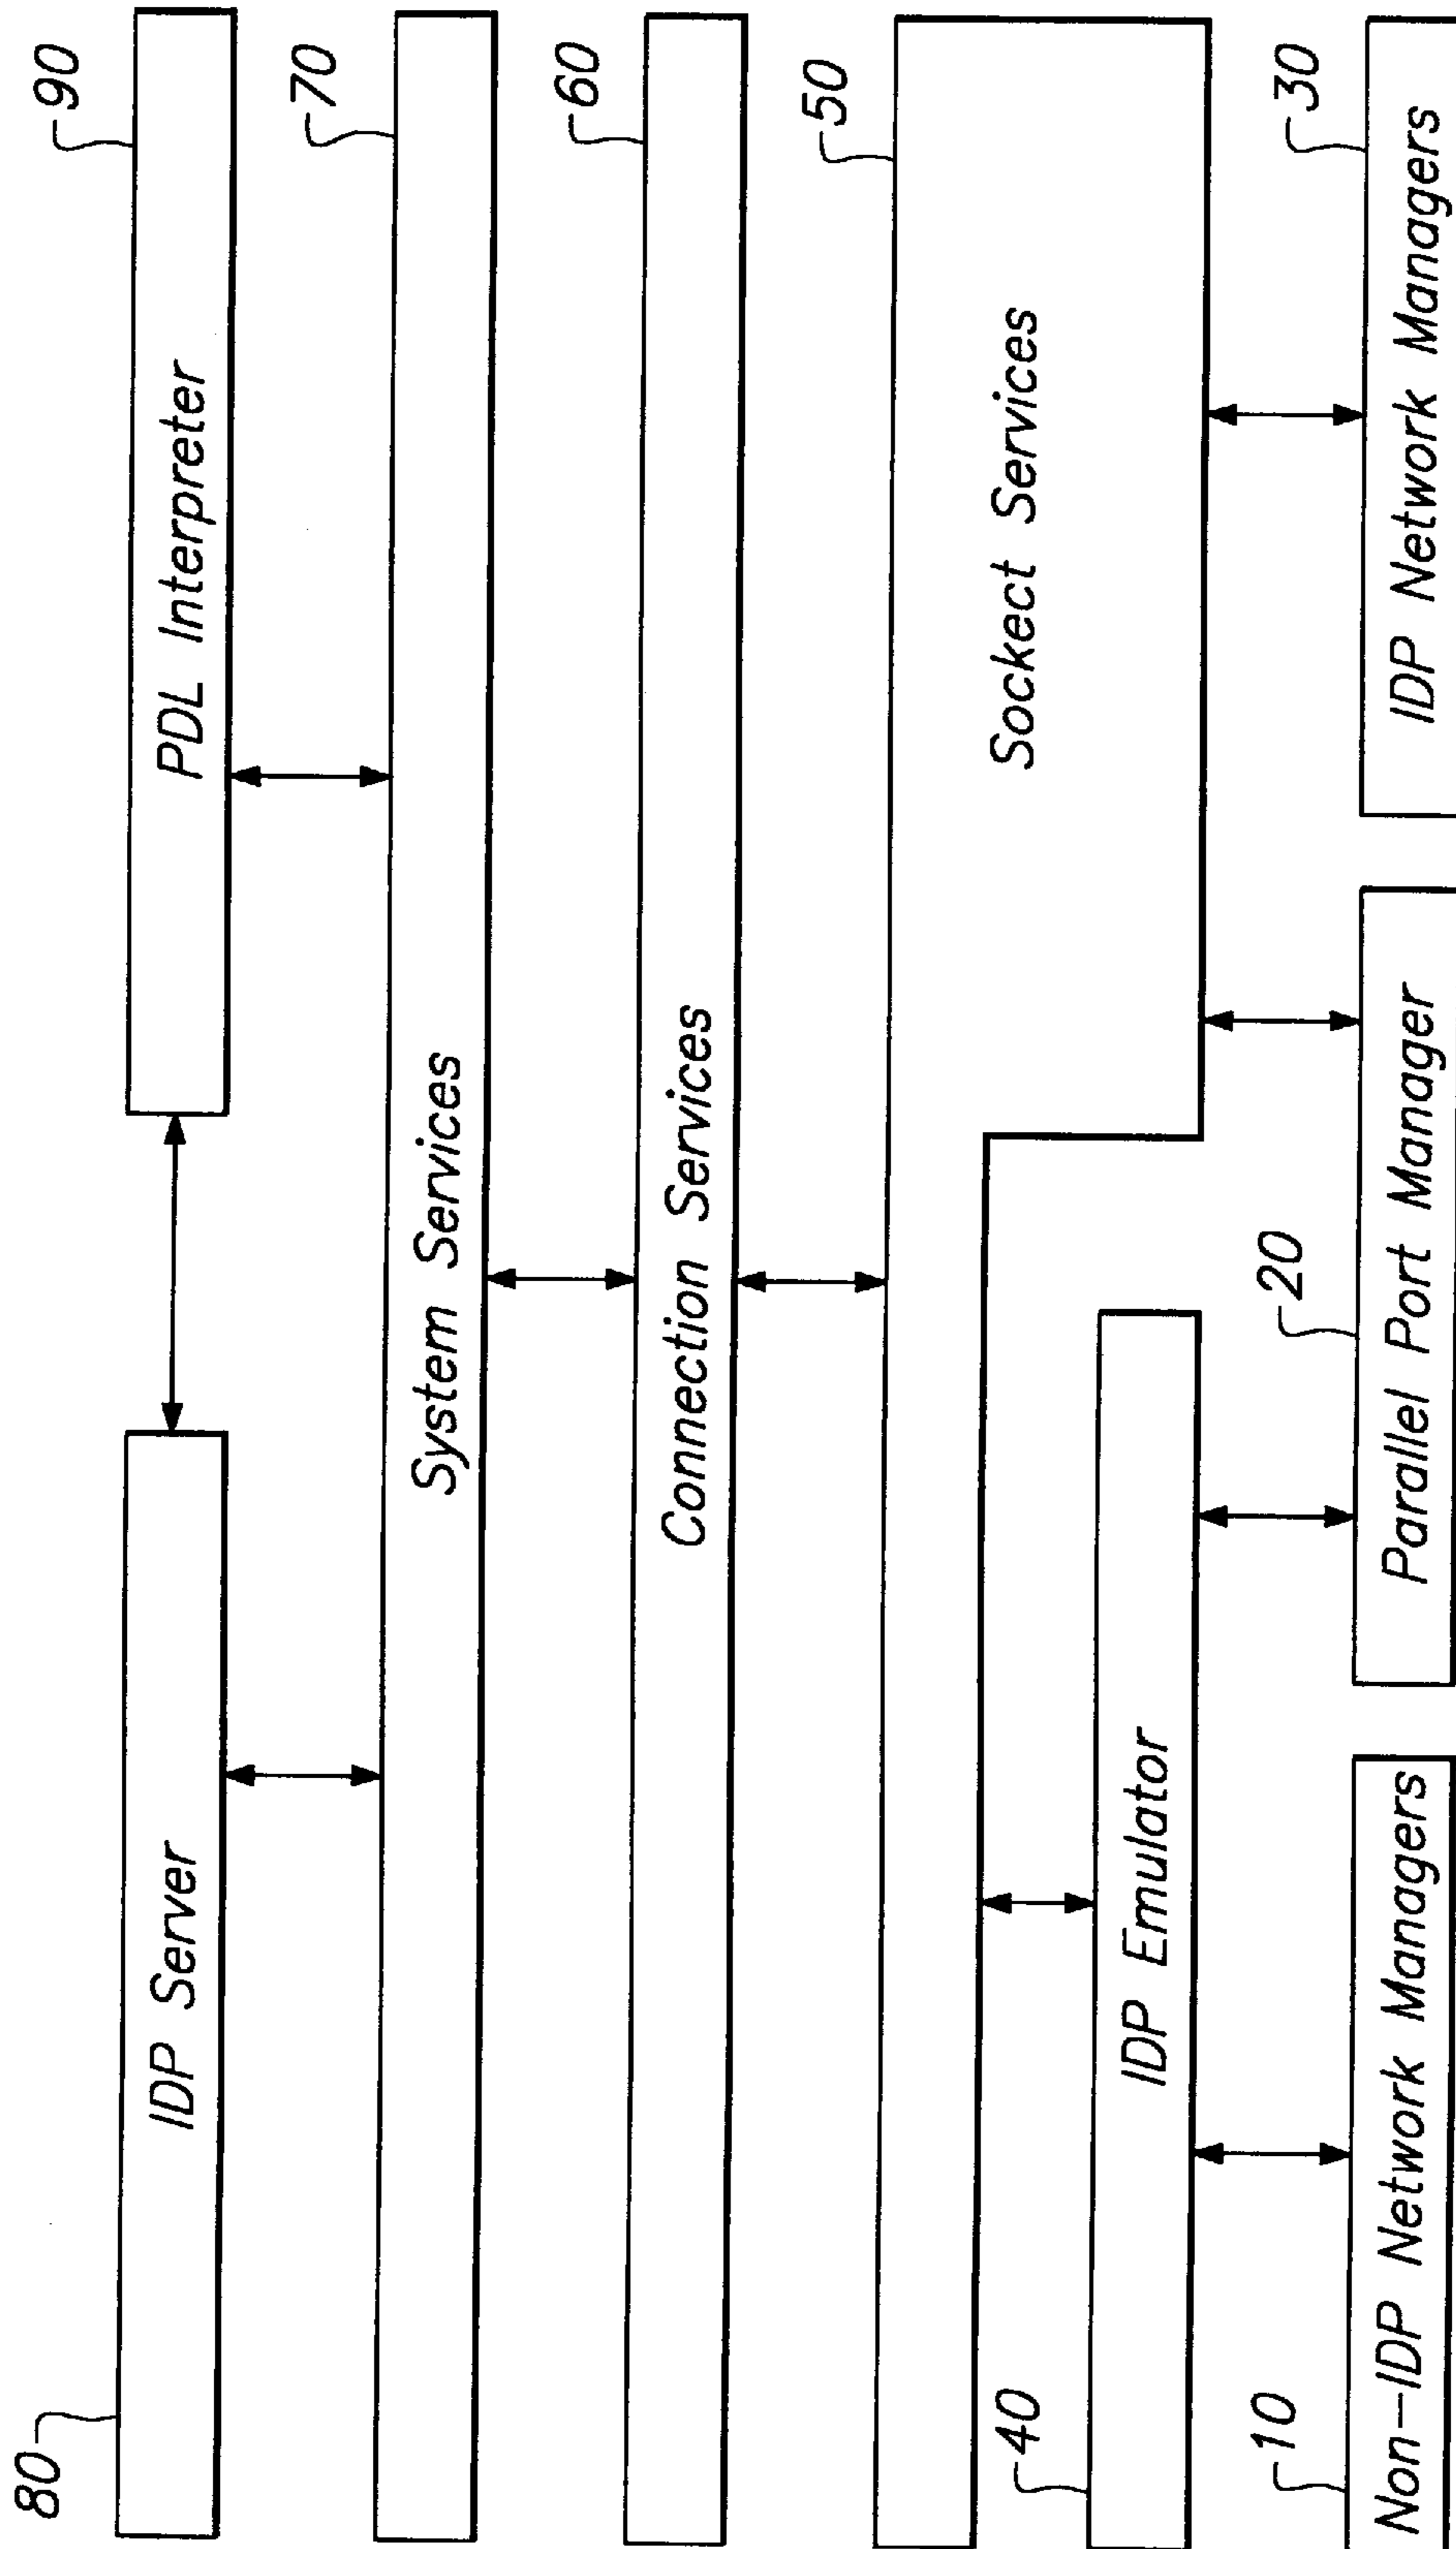 80
IDP Server
PDL Interpreter
90
System Services
70
Connection Services
60
Sockect Services
50
40
IDP Emulator
10
Non-IDP Network Managers
20
Parallel Port Manager
30
IDP Network Managers